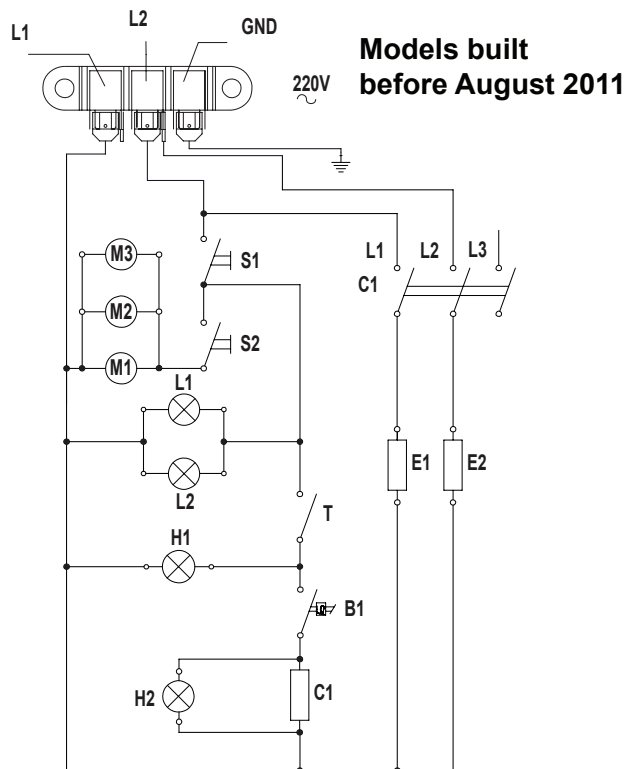 L1
L2
GND
220V
Models built
before August 2011
M3
S1
L1
L2
L3
C1
M2
S2
M1
L1
L2
E1
E2
T
H1
B1
H2
C1